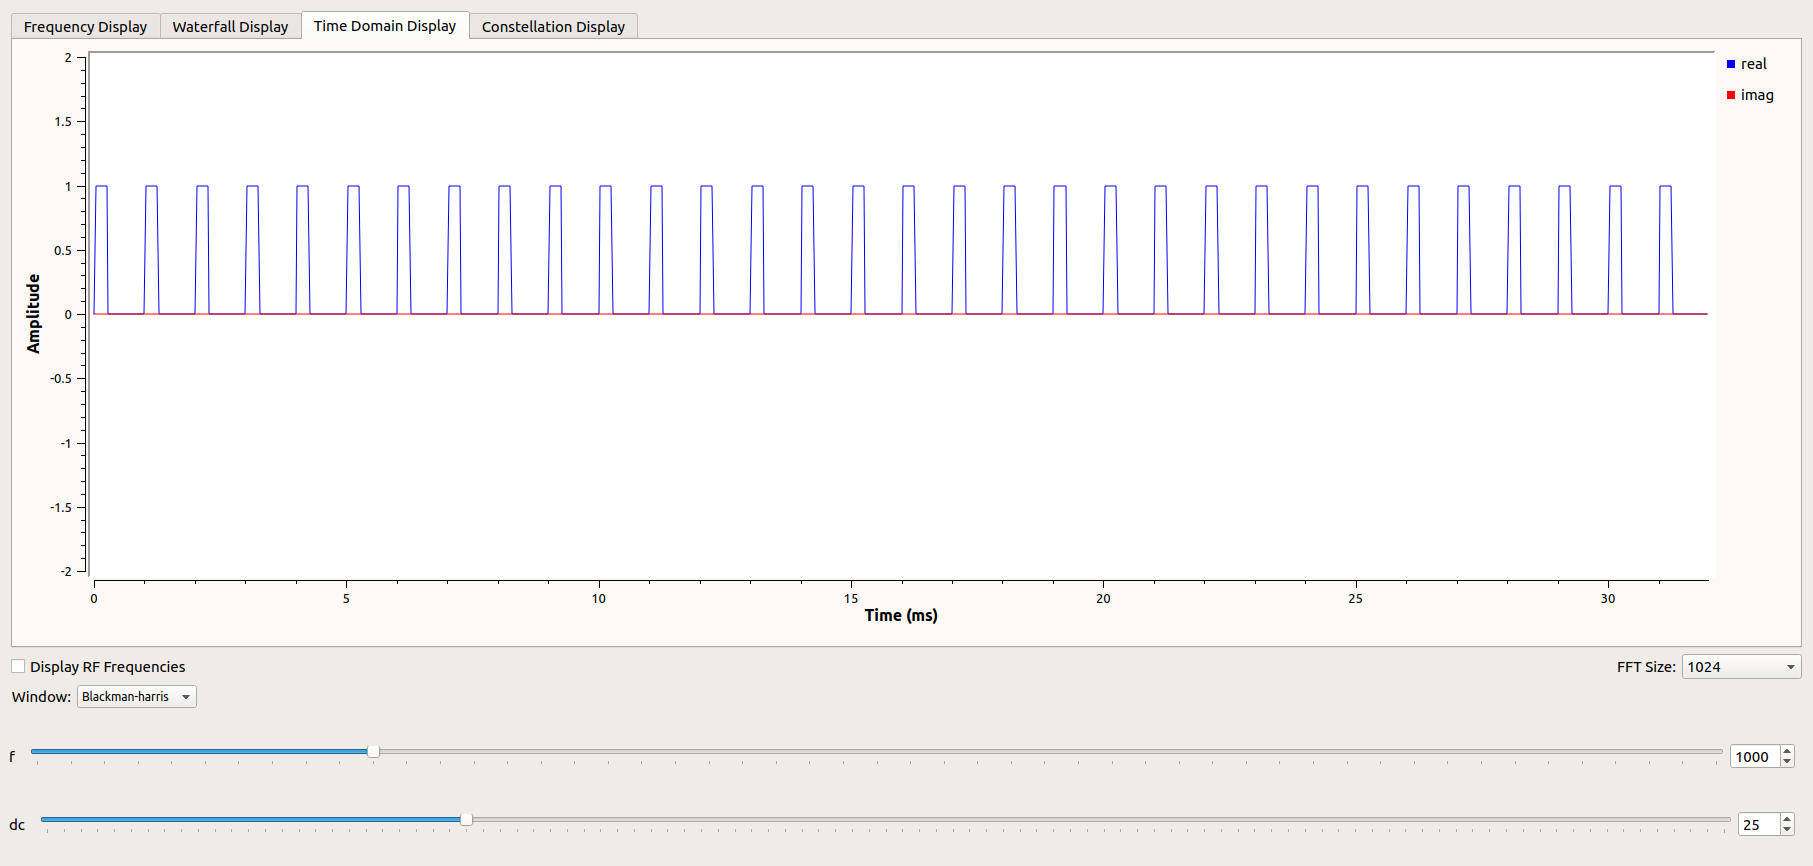 Frequency Display
Waterfall Display
Time Domain Display
Constellation Display
2
1.5
1
0.5
0
-0.5
-1
-1.5
-2
Amplitude
real
imag
0
5
10
15
20
25
30
Time (ms)
Display RF Frequencies
FFT Size: 1024
Window: Blackman-harris
f
1000
dc
25